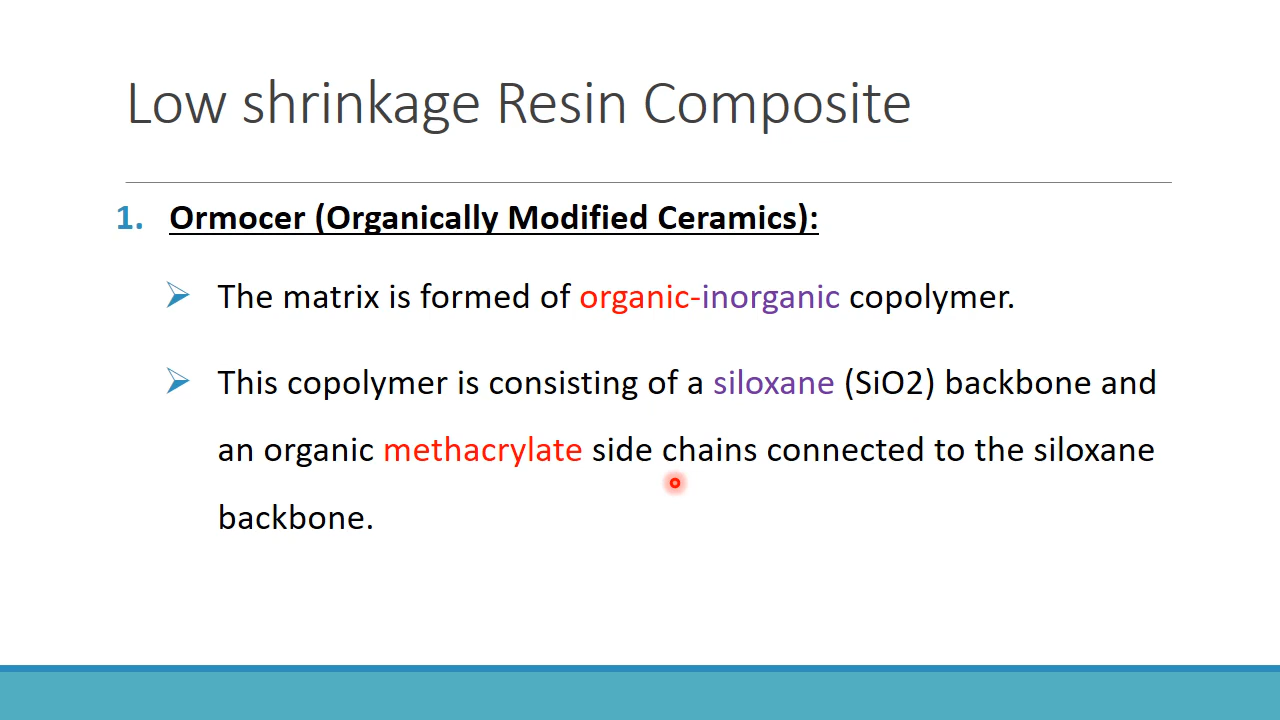 Low shrinkage Resin Composite
1. Ormocer (Organically Modified Ceramics):
The matrix is formed of organic-inorganic copolymer.
This copolymer is consisting of a siloxane (SiO2) backbone and
an organic methacrylate side chains connected to the siloxane
backbone.